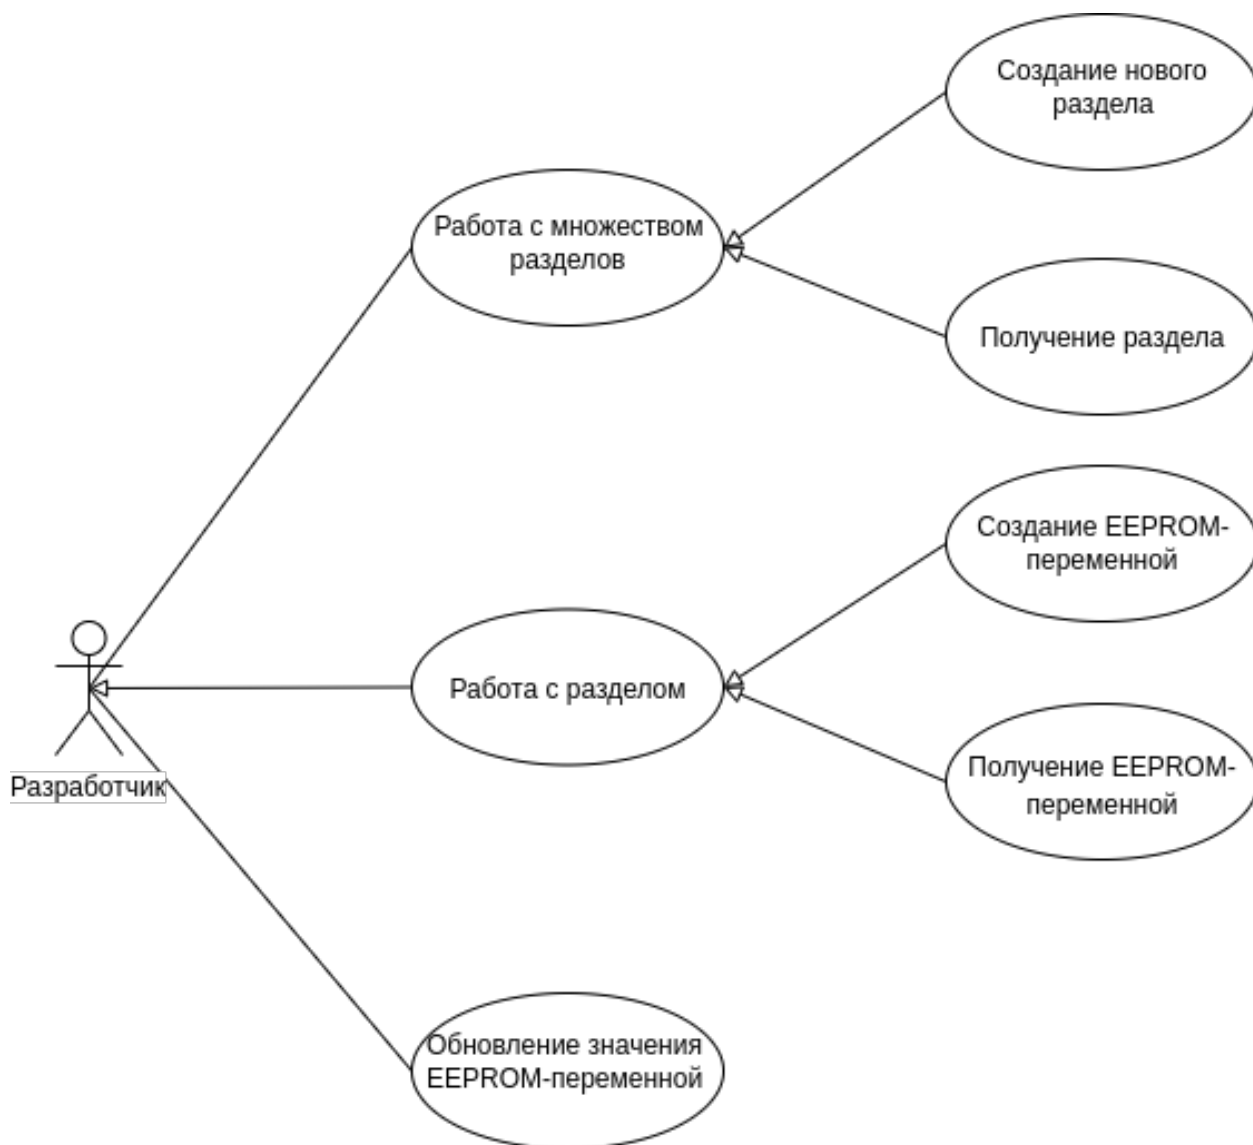 Создание нового
раздела
Работа с множеством
разделов
Получение раздела
Создание EEPROM-
переменной
Работа с разделом
Получение EEPROM-
переменной
Разработчик
Обновление значения
EEPROM-переменной